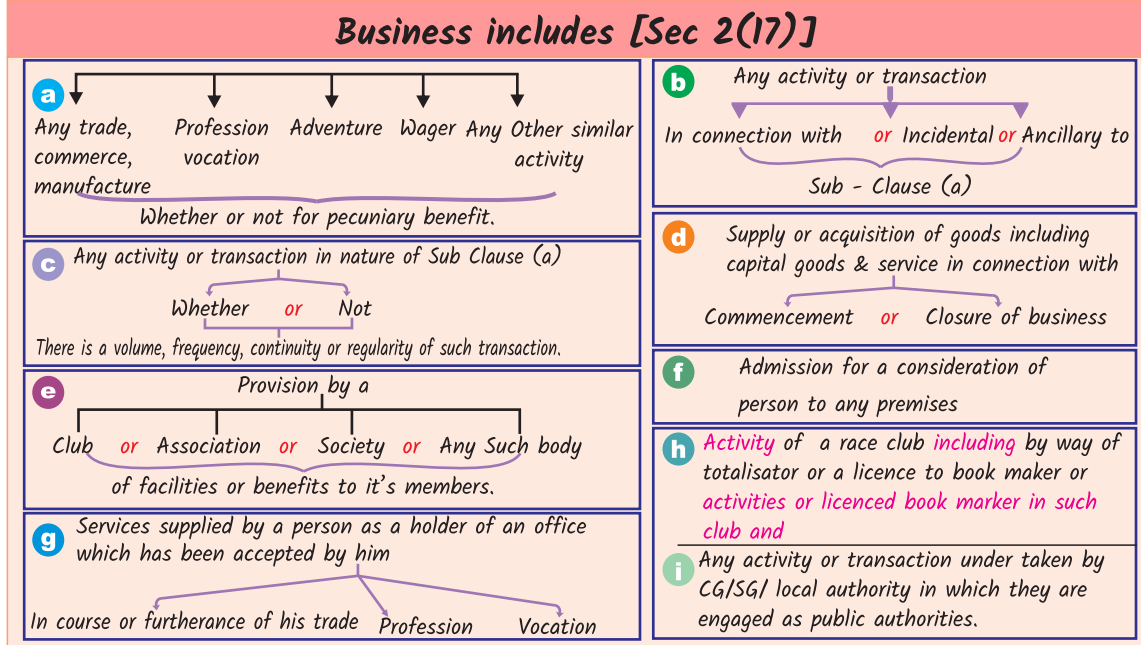 Business includes [Sec 2(17)]
a
Any trade,
commerce,
manufacture
Profession
vocation
Adventure
Wager
Any Other similar
activity
Whether or not for pecuniary benefit.
b
Any activity or transaction
In connection with or Incidental or Ancillary to
Sub - Clause (a)
c
Any activity or transaction in nature of Sub Clause (a)
Whether or Not
There is a volume, frequency, continuity or regularity of such transaction.
d
Supply or acquisition of goods including
capital goods & service in connection with
Commencement or Closure of business
e
Provision by a
Club or Association or Society or Any Such body
of facilities or benefits to it's members.
f
Admission for a consideration of
person to any premises
g
Services supplied by a person as a holder of an office
which has been accepted by him
In course or furtherance of his trade Profession Vocation
h
Activity of a race club including by way of
totalisator or a licence to book maker or
activities or licenced book marker in such
club and
i
Any activity or transaction under taken by
CG/SG/ local authority in which they are
engaged as public authorities.